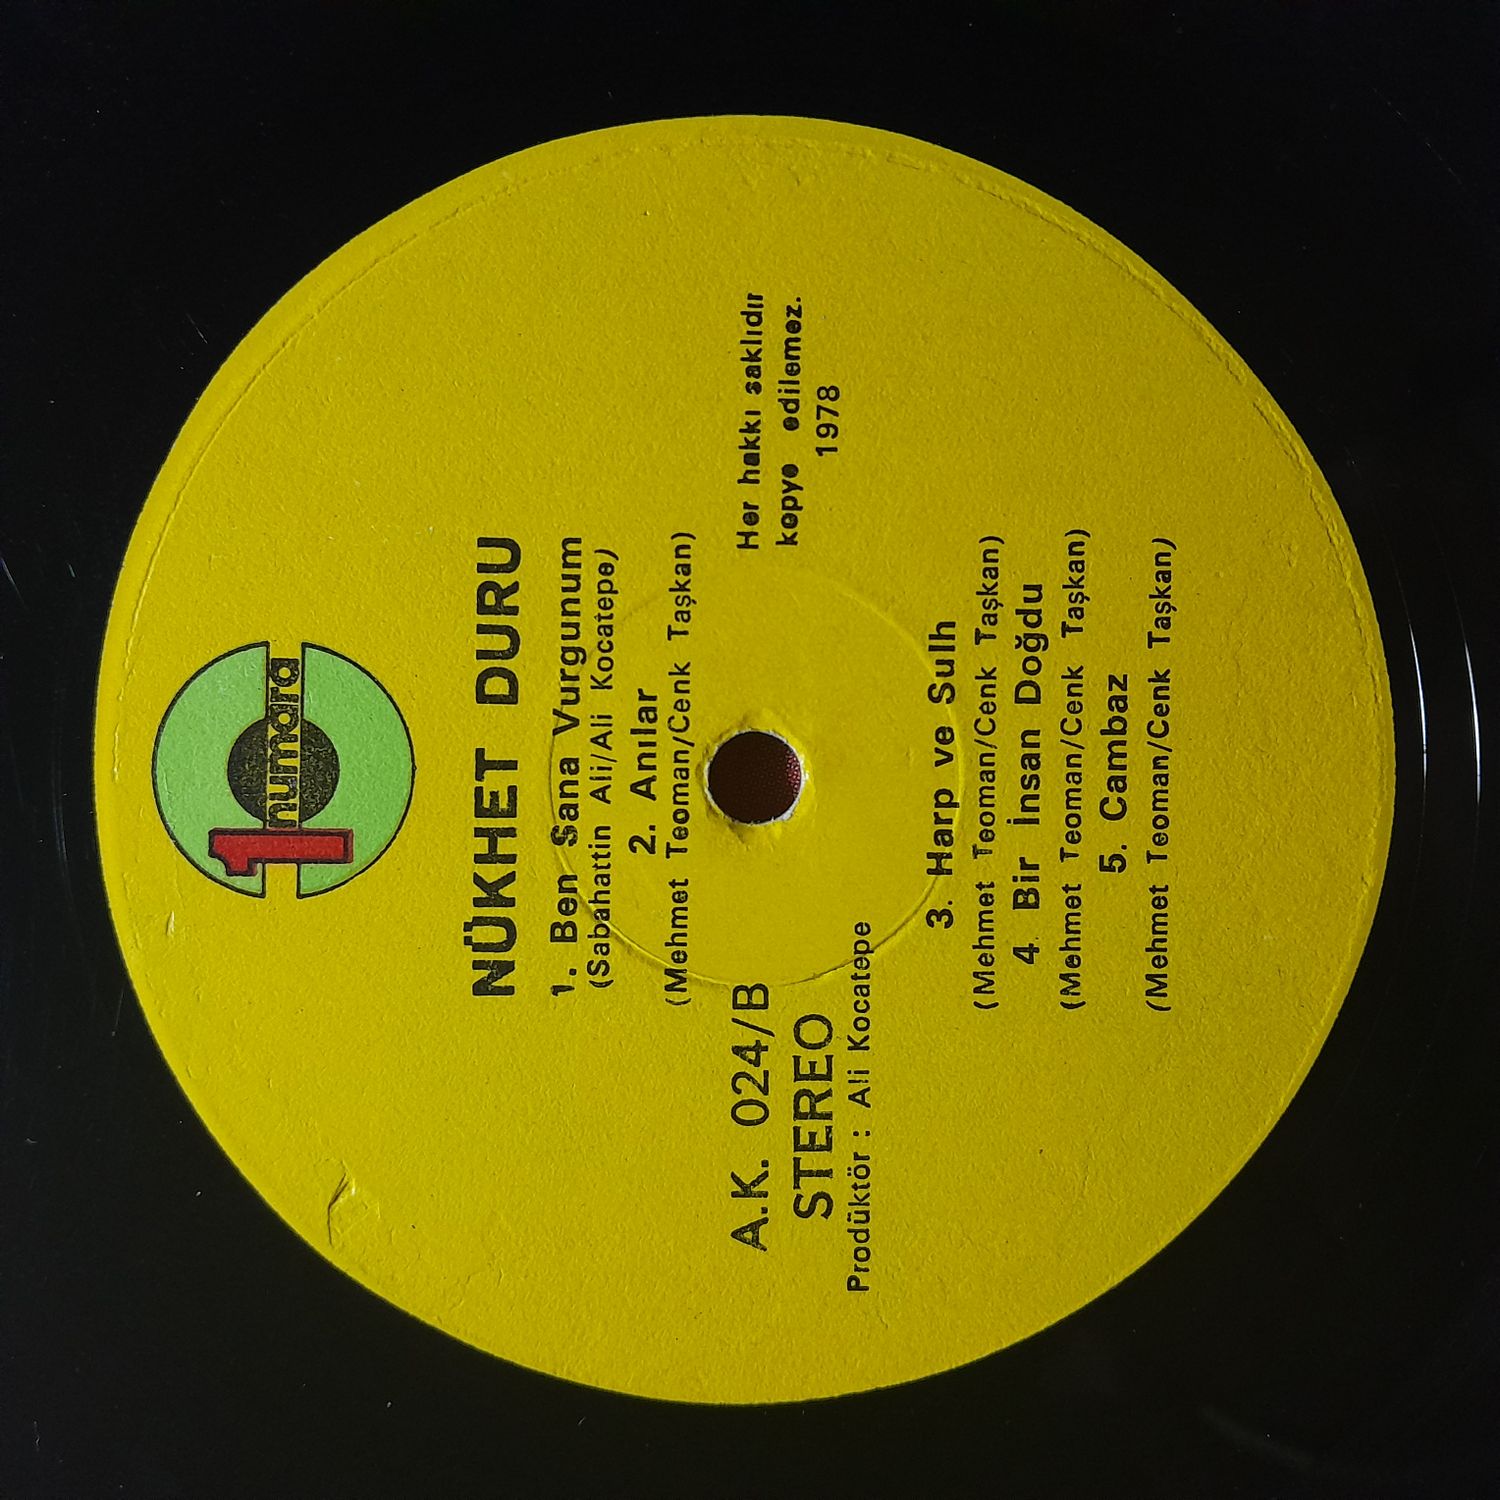 1 numara
NÜKHET DURU
1. Ben Sana Vurgunum
(Sabahattin Ali/Ali Kocatepe)
2. Anılar
(Mehmet Teoman/Cenk Taşkan)
A.K. 024/B
STEREO
Prodüktör : Ali Kocatepe
Her hakkı saklıdır
kopye edilemez.
1978
3. Harp ve Sulh
(Mehmet Teoman/Cenk Taşkan)
4. Bir İnsan Doğdu
(Mehmet Teoman/Cenk Taşkan)
5. Cambaz
(Mehmet Teoman/Cenk Taşkan)